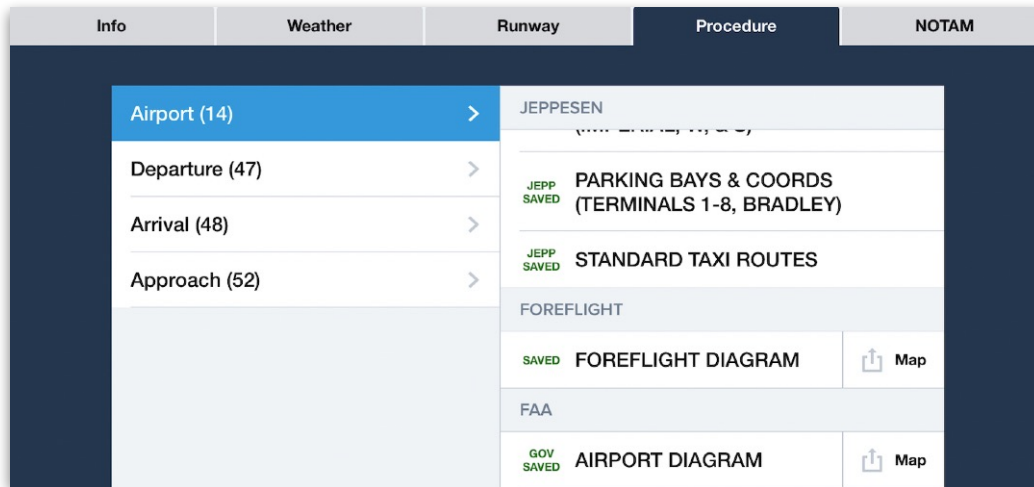 Info
Weather
Runway
Procedure
NOTAM
Airport (14)
Departure (47)
Arrival (48)
Approach (52)
JEPPESEN
JEPP
SAVED
PARKING BAYS & COORDS
(TERMINALS 1-8, BRADLEY)
JEPP
SAVED
STANDARD TAXI ROUTES
FOREFLIGHT
SAVED
FOREFLIGHT DIAGRAM
Map
FAA
GOV
SAVED
AIRPORT DIAGRAM
Map